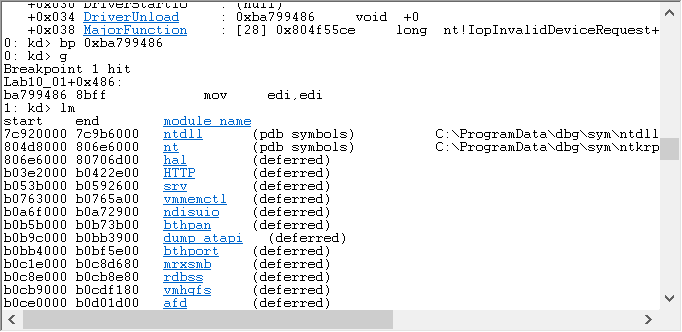 +0x030 DriverStartIo : (null)
+0x034 DriverUnload : 0xba799486 void +0
+0x038 MajorFunction : [28] 0x804f55ce long nt!IopInvalidDeviceRequest+
0: kd> bp 0xba799486
0: kd> g
Breakpoint 1 hit
Lab10_01+0x486:
ba799486 8bff mov edi,edi
1: kd> lm
start end module name
7c920000 7c9b6000 ntdll (pdb symbols) C:\ProgramData\dbg\sym\ntdll
804d8000 806e6000 nt (pdb symbols) C:\ProgramData\dbg\sym\ntkrp
806e6000 80706d00 hal (deferred)
b03e2000 b0422e00 HTTP (deferred)
b053b000 b0592600 srv (deferred)
b0763000 b0765a00 vmmemctl (deferred)
b0a6f000 b0a72900 ndisuio (deferred)
b0b5b000 b0b73b00 bthpan (deferred)
b0b9c000 b0bb3900 dump_atapi (deferred)
b0bb4000 b0bf5e00 bthport (deferred)
b0c1e000 b0c8d680 mrxsmb (deferred)
b0c8e000 b0cb8e80 rdbss (deferred)
b0cb9000 b0cdf180 vmhgfs (deferred)
b0ce0000 b0d01d00 afd (deferred)